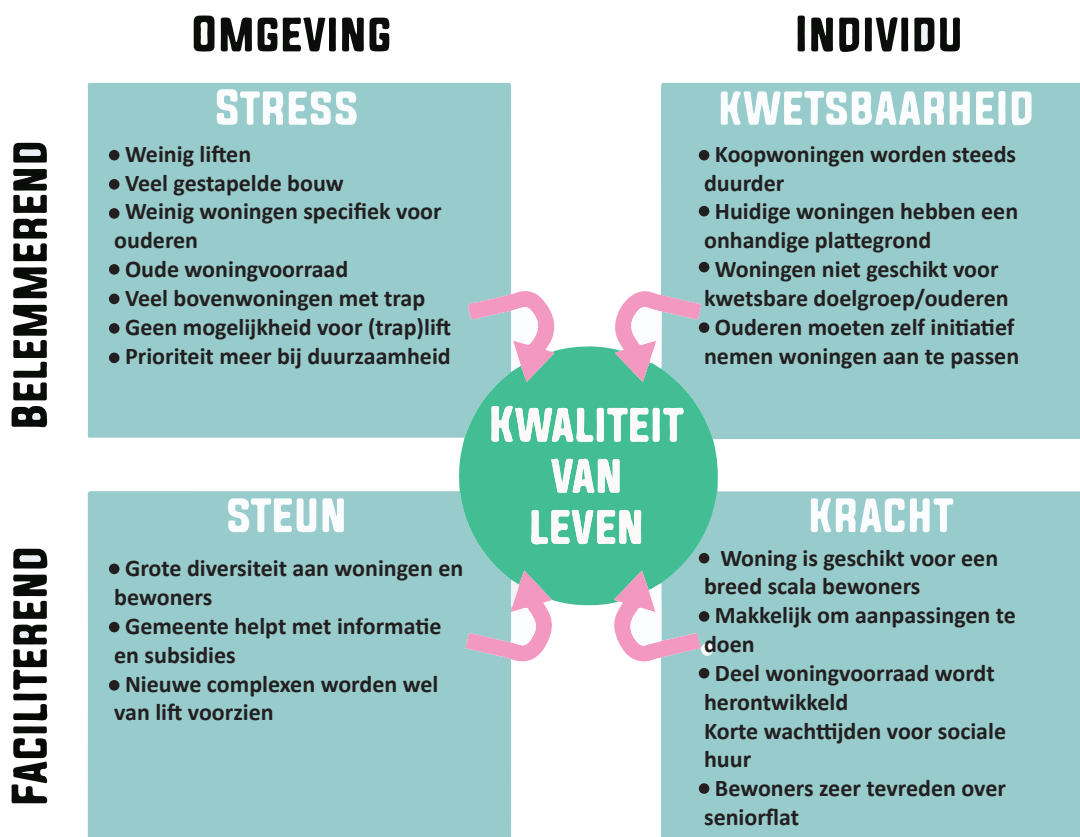 OMGEVING
INDIVIDU
BELEMMEREND
STRESS
• Weinig liften
• Veel gestapelde bouw
• Weinig woningen specifiek voor
ouderen
• Oude woningvoorraad
• Veel bovenwoningen met trap
• Geen mogelijkheid voor (trap)lift
• Prioriteit meer bij duurzaamheid
KWETSBAARHEID
• Koopwoningen worden steeds
duurder
• Huidige woningen hebben een
onhandige plattegrond
• Woningen niet geschikt voor
kwetsbare doelgroep/ouderen
• Ouderen moeten zelf initiatief
nemen woningen aan te passen
KWALITEIT
VAN
LEVEN
FACILITEREND
STEUN
• Grote diversiteit aan woningen en
bewoners
• Gemeente helpt met informatie
en subsidies
• Nieuwe complexen worden wel
van lift voorzien
KRACHT
• Woning is geschikt voor een
breed scala bewoners
• Makkelijk om aanpassingen te
doen
• Deel woningvoorraad wordt
herontwikkeld
Korte wachttijden voor sociale
huur
• Bewoners zeer tevreden over
seniorflat